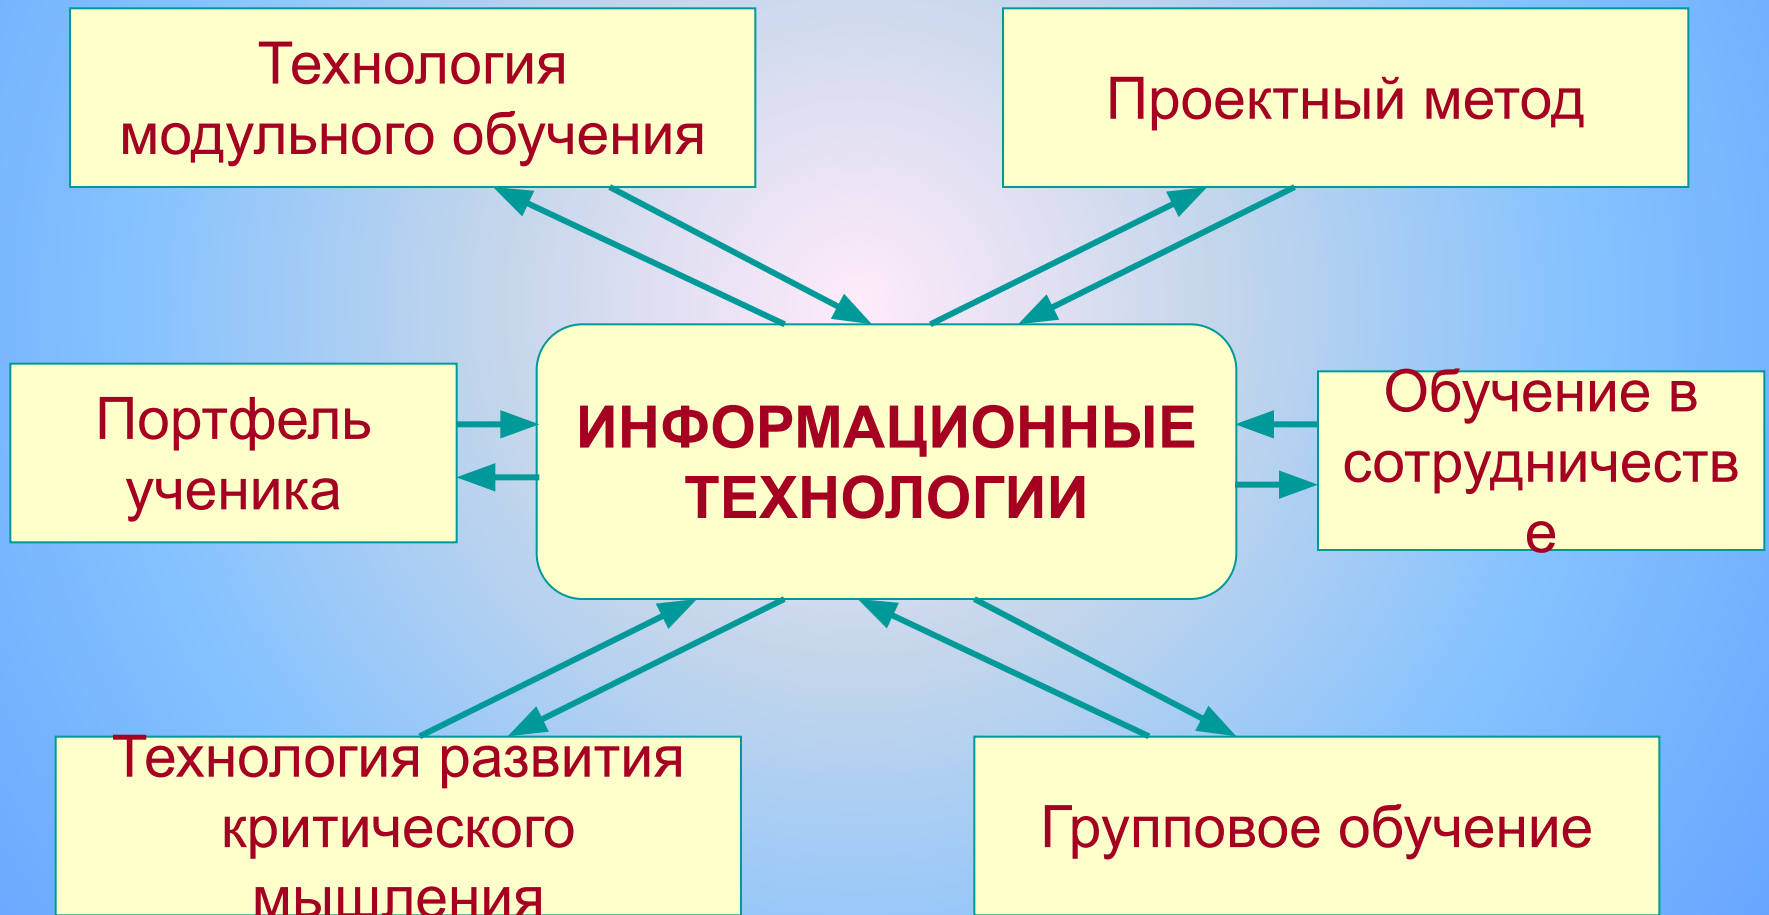 Технология
модульного обучения
Проектный метод
Портфель
ученика
ИНФОРМАЦИОННЫЕ
ТЕХНОЛОГИИ
Обучение в
сотрудничеств
е
Технология развития
критического
мышления
Групповое обучение